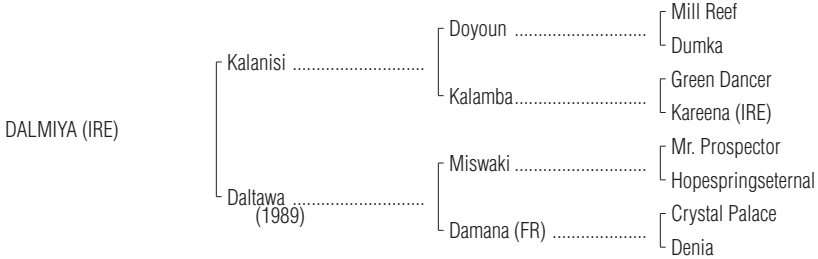 Mill Reef
Doyoun ............................
Dumka
Kalanisi ............................
Green Dancer
Kalamba............................
Kareena (IRE)
DALMIYA (IRE)
Mr. Prospector
Miswaki ............................
Hopespringseternal
Daltawa ............................
(1989)
Crystal Palace
Damana (FR) ....................
Denia